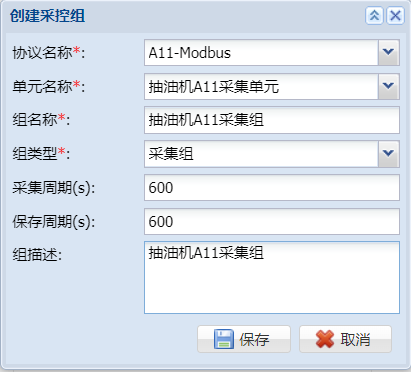 创建采控组
协议名称*: A11-Modbus
单元名称*: 抽油机A11采集单元
组名称*: 抽油机A11采集组
组类型*: 采集组
采集周期(s): 600
保存周期(s): 600
组描述: 抽油机A11采集组
保存 取消